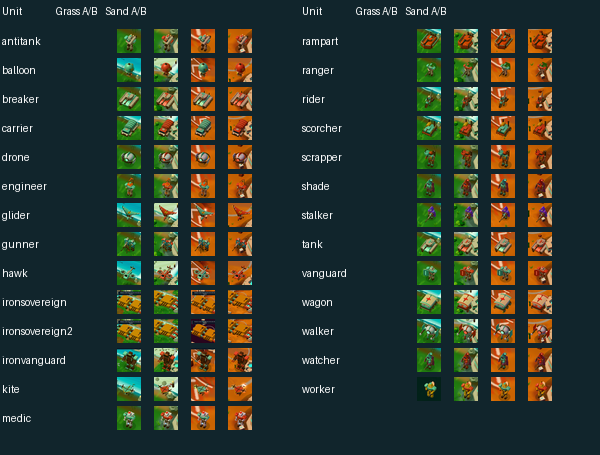 Unit Grass A/B Sand A/B
antitank
balloon
breaker
carrier
drone
engineer
glider
gunner
hawk
ironsovereign
ironsovereign2
ironvanguard
kite
medic
Unit Grass A/B Sand A/B
rampart
ranger
rider
scorcher
scrapper
shade
stalker
tank
vanguard
wagon
walker
watcher
worker